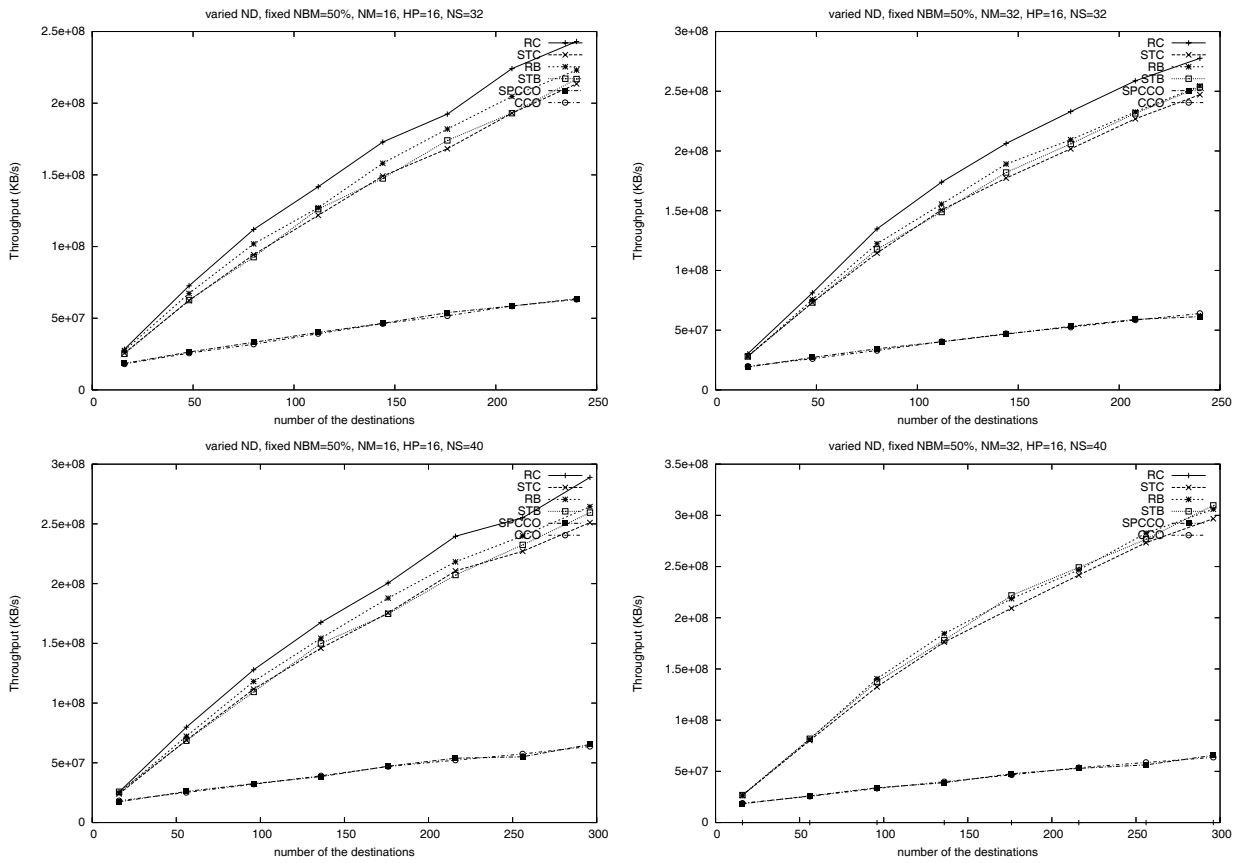 varied ND, fixed NBM=50%, NM=16, HP=16, NS=32
2.5e+08
2e+08
1.5e+08
1e+08
5e+07
0
Throughput (KB/s)
RC
STC
RB
STB
SPCCO
CCO
0 50 100 150 200 250
number of the destinations
varied ND, fixed NBM=50%, NM=32, HP=16, NS=32
3e+08
2.5e+08
2e+08
1.5e+08
1e+08
5e+07
0
Throughput (KB/s)
RC
STC
RB
STB
SPCCO
CCO
0 50 100 150 200 250
number of the destinations
varied ND, fixed NBM=50%, NM=16, HP=16, NS=40
3e+08
2.5e+08
2e+08
1.5e+08
1e+08
5e+07
0
Throughput (KB/s)
RC
STC
RB
STB
SPCCO
CCO
0 50 100 150 200 250 300
number of the destinations
varied ND, fixed NBM=50%, NM=32, HP=16, NS=40
3.5e+08
3e+08
2.5e+08
2e+08
1.5e+08
1e+08
5e+07
0
Throughput (KB/s)
RC
STC
RB
STB
SPCCO
CCO
0 50 100 150 200 250 300
number of the destinations